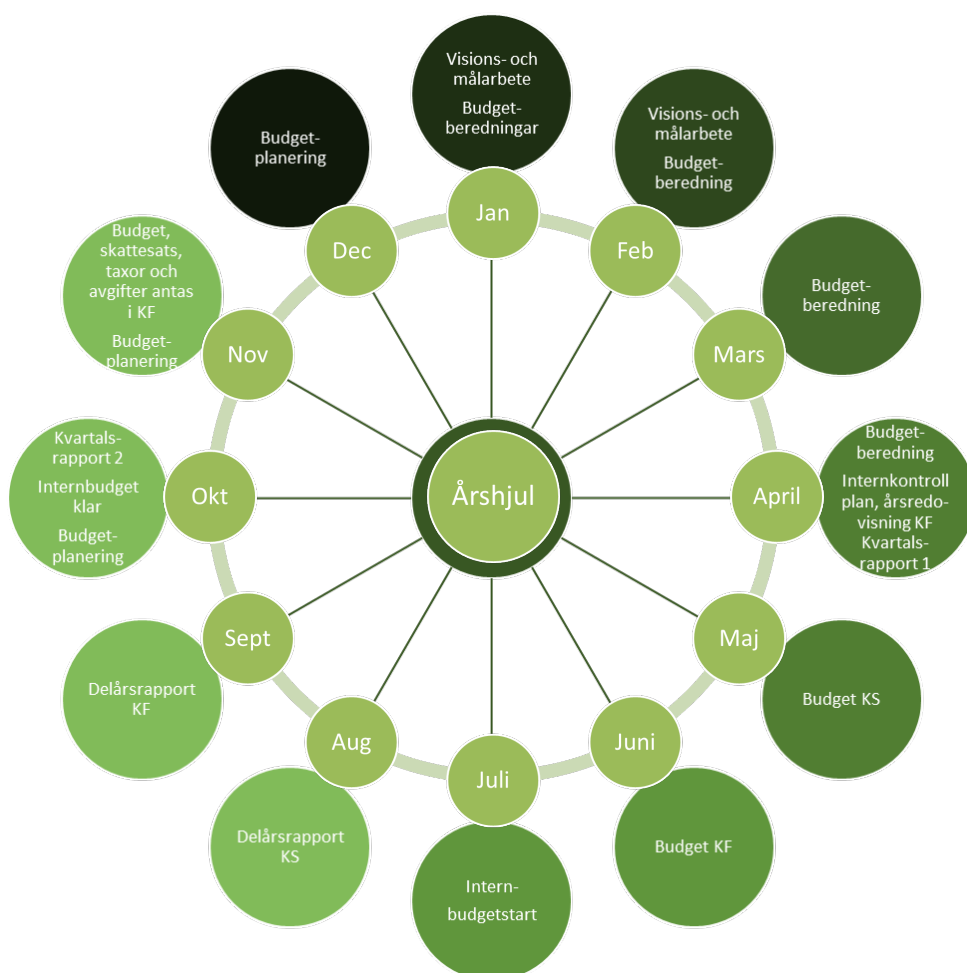 Årshjul
Jan
Visions- och
målarbete
Budget-
beredningar
Feb
Visions- och
målarbete
Budget-
beredning
Mars
Budget-
beredning
April
Budget-
beredning
Internkontroll
plan, årsredo-
visning KF
Kvartals-
rapport 1
Maj
Budget KS
Juni
Budget KF
Juli
Intern-
budgetstart
Aug
Delårsrapport
KS
Sept
Delårsrapport
KF
Okt
Kvartals-
rapport 2
Internbudget
klar
Budget-
planering
Nov
Budget,
skattesats,
taxor och
avgifter antas
i KF
Budget-
planering
Dec
Budget-
planering